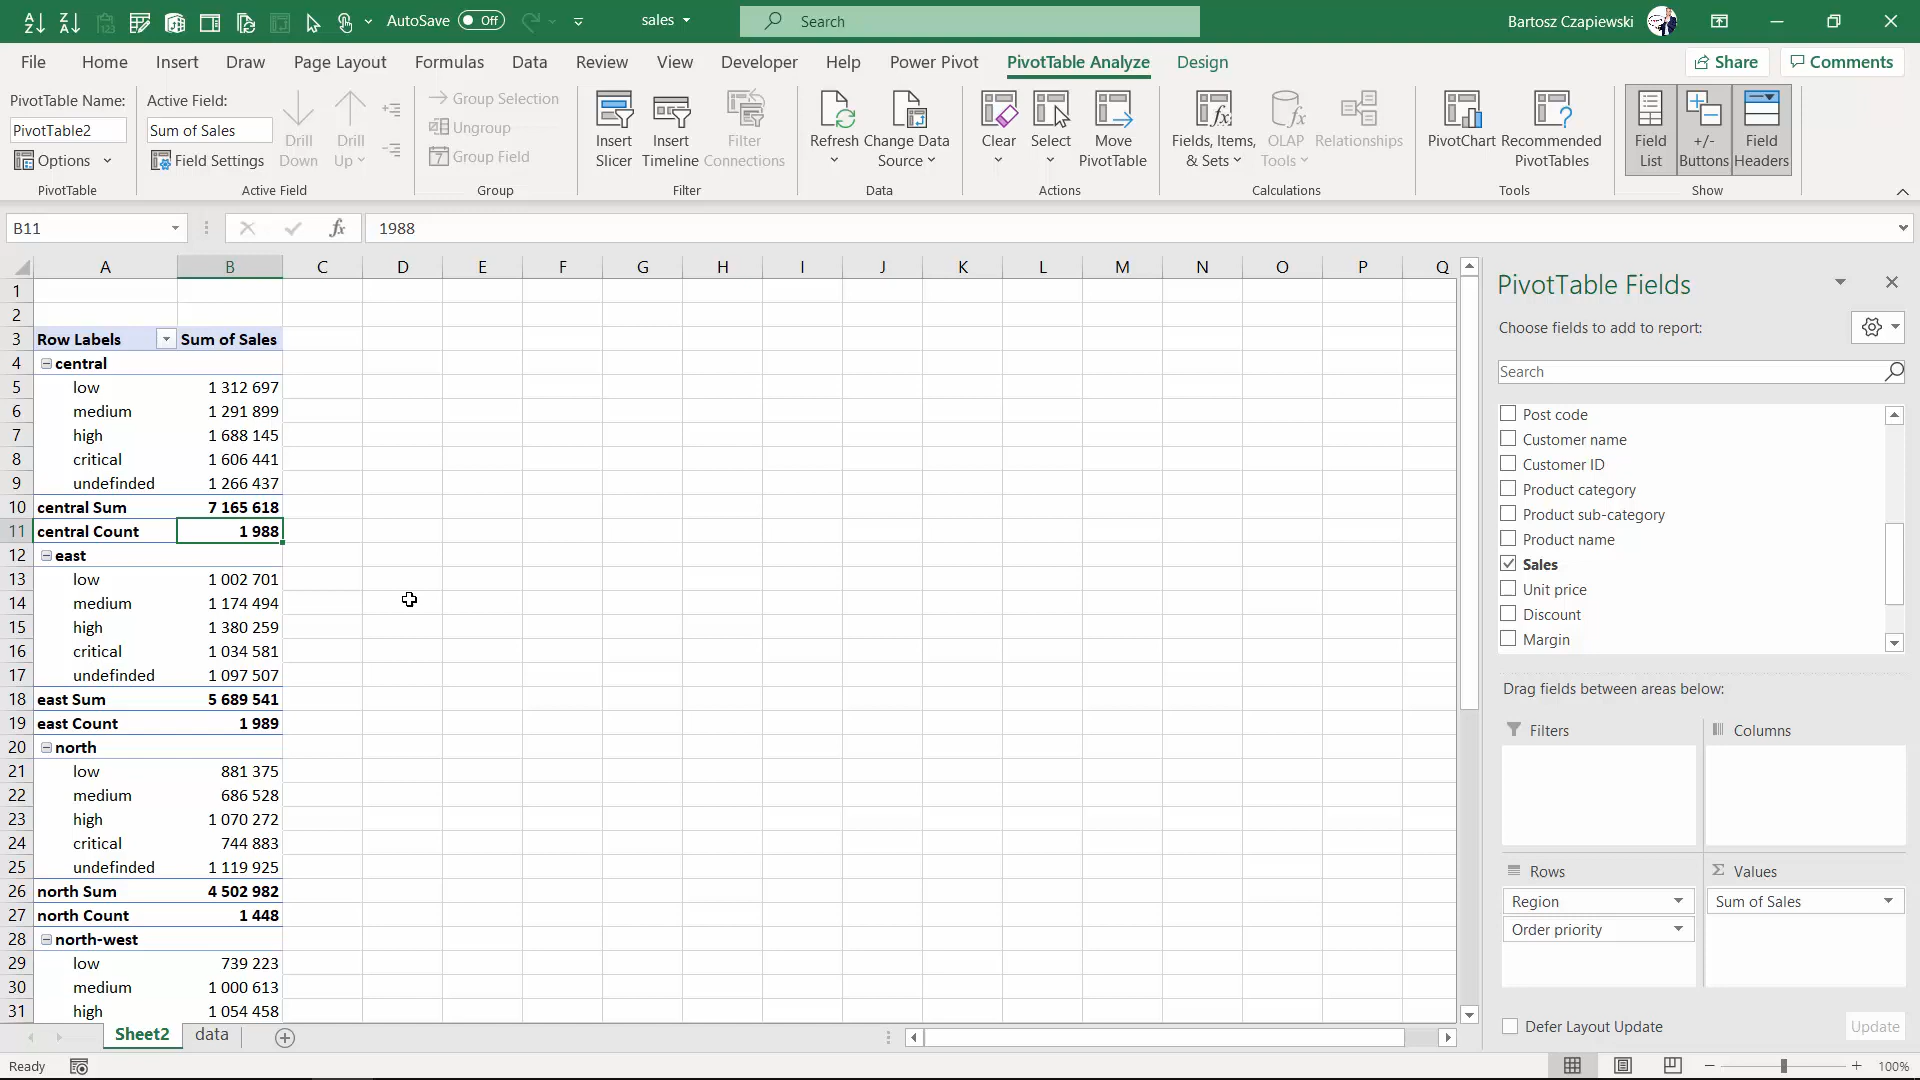 AutoSave Off sales Search Bartosz Czapiewski
File Home Insert Draw Page Layout Formulas Data Review View Developer Help Power Pivot PivotTable Analyze Design Share Comments
PivotTable Name:
PivotTable2
Options
PivotTable
Active Field:
Sum of Sales
Field Settings
Drill
Down
Drill
Up
Active Field
Group Selection
Ungroup
Group Field
Group
Insert
Slicer
Insert
Timeline
Filter
Connections
Filter
Refresh
Change Data
Source
Data
Clear
Select
Move
PivotTable
Actions
Fields, Items,
& Sets
OLAP
Tools
Relationships
Calculations
PivotChart
Recommended
PivotTables
Tools
Field
List
+/-
Buttons
Field
Headers
Show
B11 fx 1988
A B C D E F G H I J K L M N O P Q
1
2
3 Row Labels Sum of Sales
4 central
5 low 1 312 697
6 medium 1 291 899
7 high 1 688 145
8 critical 1 606 441
9 undefinded 1 266 437
10 central Sum 7 165 618
11 central Count 1 988
12 east
13 low 1 002 701
14 medium 1 174 494
15 high 1 380 259
16 critical 1 034 581
17 undefinded 1 097 507
18 east Sum 5 689 541
19 east Count 1 989
20 north
21 low 881 375
22 medium 686 528
23 high 1 070 272
24 critical 744 883
25 undefinded 1 119 925
26 north Sum 4 502 982
27 north Count 1 448
28 north-west
29 low 739 223
30 medium 1 000 613
31 high 1 054 458
PivotTable Fields
Choose fields to add to report:
Search
Post code
Customer name
Customer ID
Product category
Product sub-category
Product name
Sales
Unit price
Discount
Margin
Drag fields between areas below:
Filters
Columns
Rows
Region
Order priority
Σ Values
Sum of Sales
Defer Layout Update Update
Sheet2 data
Ready 100%